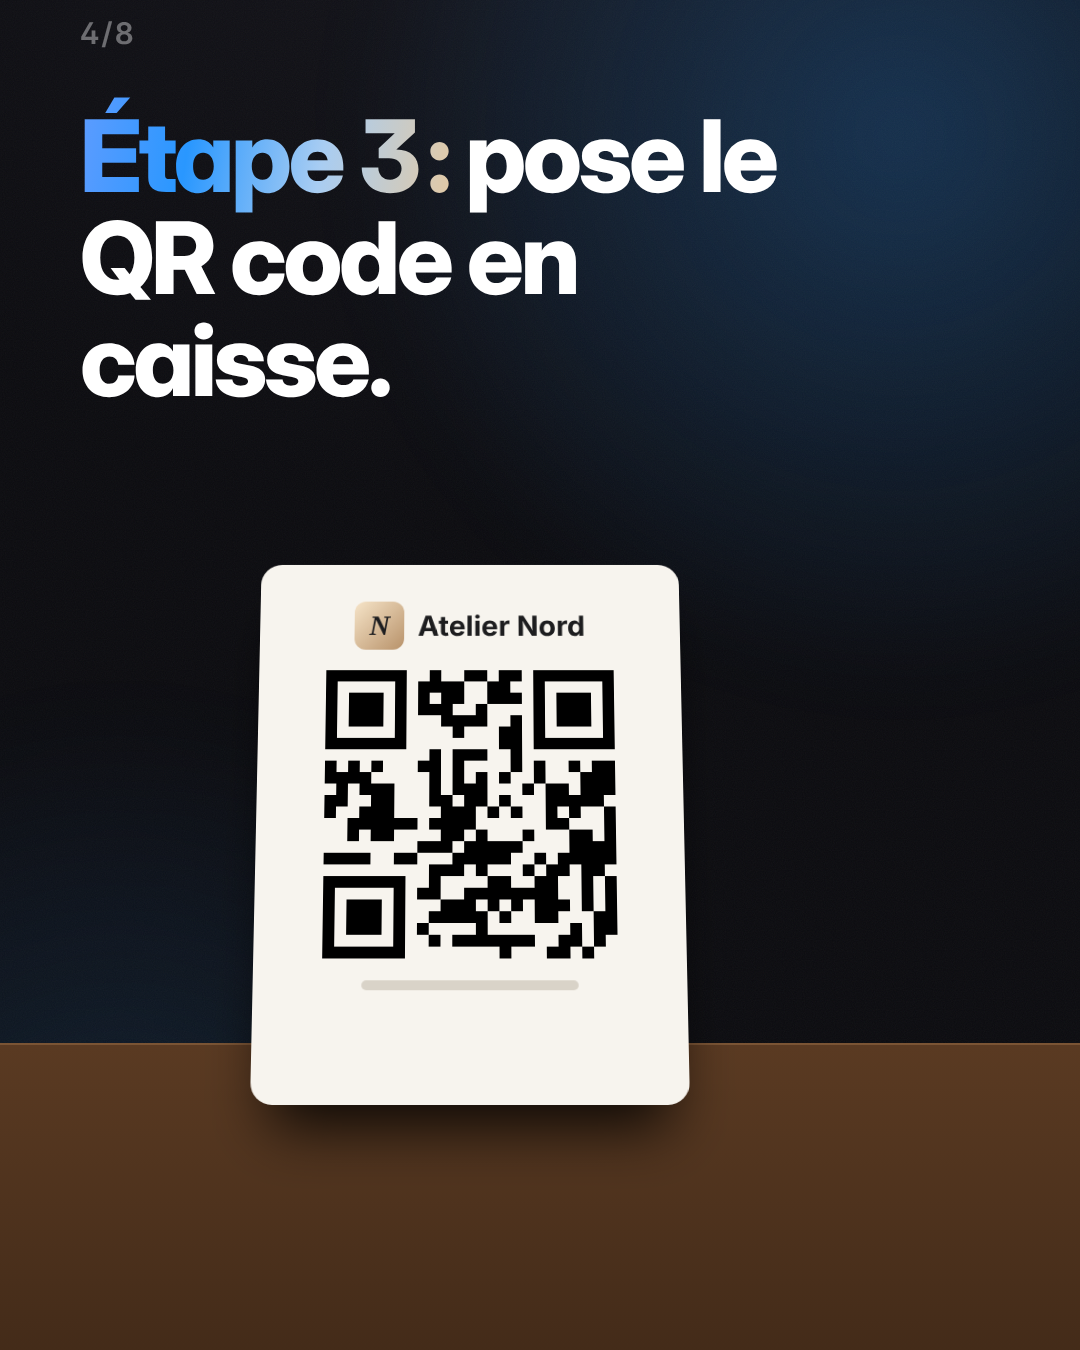 4/8
Étape 3 : pose le
QR code en
caisse.
N Atelier Nord